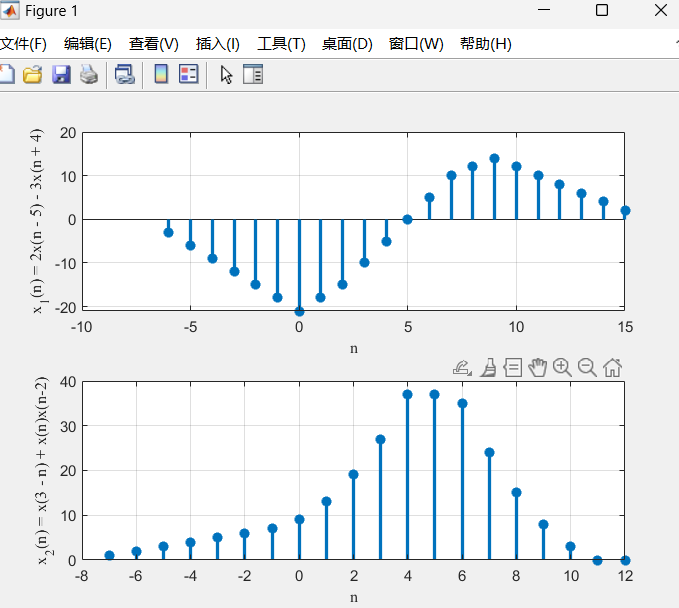 Figure 1
文件(F) 编辑(E) 查看(V) 插入(I) 工具(T) 桌面(D) 窗口(W) 帮助(H)
x₁(n) = 2x(n - 5) - 3x(n + 4)
20
10
0
-10
-20
-10 -5 0 5 10 15
n
x₂(n) = x(3 - n) + x(n)x(n-2)
40
30
20
10
0
-8 -6 -4 -2 0 2 4 6 8 10 12
n